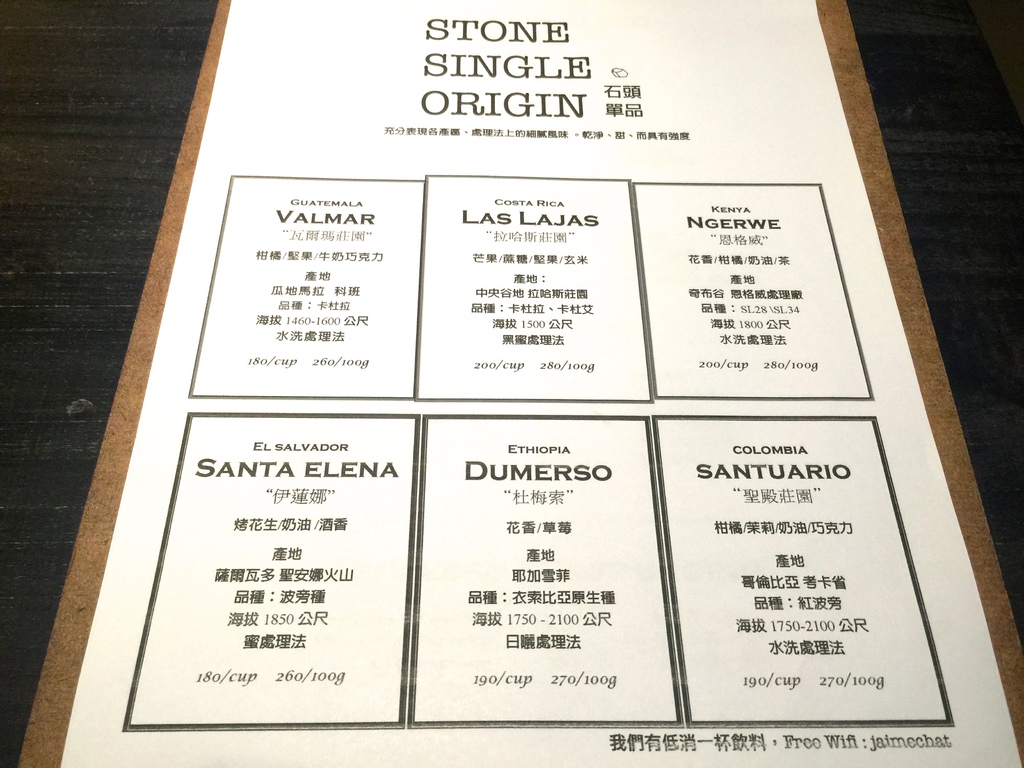 STONE
SINGLE
ORIGIN
石頭
單品
充分表現各產區、處理法上的細膩風味。乾淨、甜、而具有強度
GUATEMALA
VALMAR
“瓦爾瑪莊園”
柑橘/堅果/牛奶巧克力
產地
瓜地馬拉 科班
品種：卡杜拉
海拔 1460-1600 公尺
水洗處理法
180/cup 260/100g
COSTA RICA
LAS LAJAS
“拉哈斯莊園”
芒果/蔗糖/堅果/玄米
產地：
中央谷地 拉哈斯莊園
品種：卡杜拉、卡杜艾
海拔 1500 公尺
黑蜜處理法
200/cup 280/100g
KENYA
NGERWE
“恩格威”
花香/柑橘/奶油/茶
產地
奇布谷 恩格威處理廠
品種： SL28 \SL34
海拔 1800 公尺
水洗處理法
200/cup 280/100g
EL SALVADOR
SANTA ELENA
“伊蓮娜”
烤花生/奶油 /酒香
產地
薩爾瓦多 聖安娜火山
品種：波旁種
海拔 1850 公尺
蜜處理法
180/cup 260/100g
ETHIOPIA
DUMERSO
“杜梅索”
花香/草莓
產地
耶加雪菲
品種：衣索比亞原生種
海拔 1750 - 2100 公尺
日曬處理法
190/cup 270/100g
COLOMBIA
SANTUARIO
“聖殿莊園”
柑橘/茉莉/奶油/巧克力
產地
哥倫比亞 考卡省
品種：紅波旁
海拔 1750-2100 公尺
水洗處理法
190/cup 270/100g
我們有低消一杯飲料，Free Wifi : jaimechat